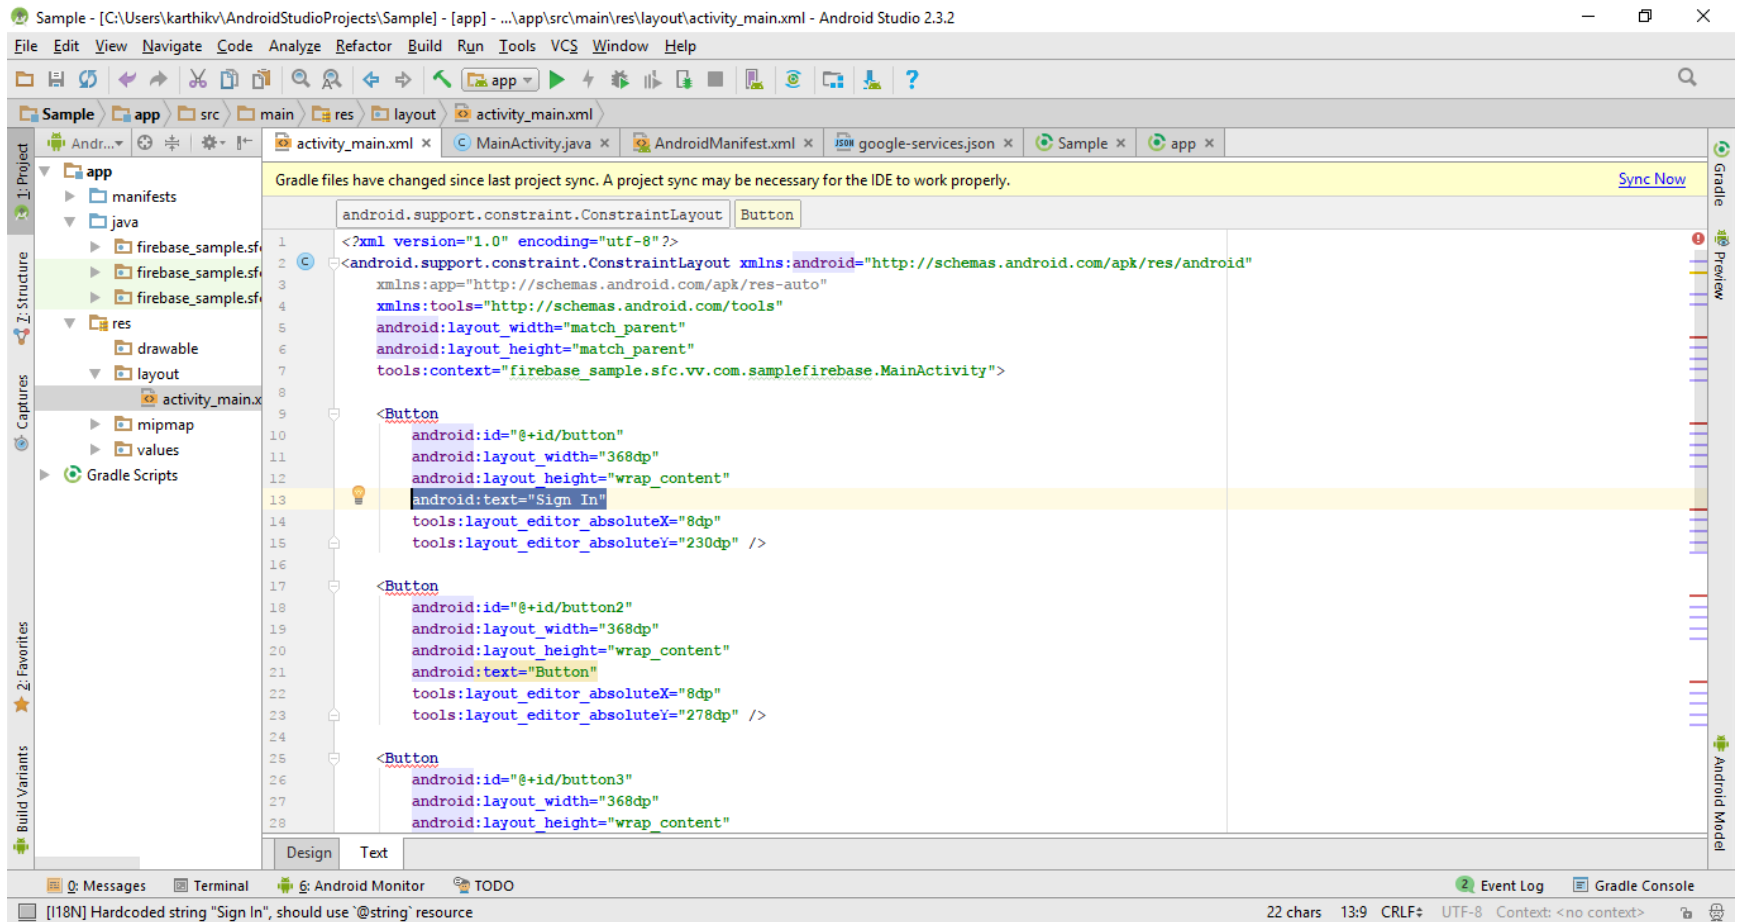 Sample - [C:\Users\karthikv\AndroidStudioProjects\Sample] - [app] - ...\app\src\main\res\layout\activity_main.xml - Android Studio 2.3.2
File Edit View Navigate Code Analyze Refactor Build Run Tools VCS Window Help
app
Sample app src main res layout activity_main.xml
Andr... activity_main.xml MainActivity.java AndroidManifest.xml google-services.json Sample app
Gradle files have changed since last project sync. A project sync may be necessary for the IDE to work properly. Sync Now
android.support.constraint.ConstraintLayout Button
1: Project
7: Structure
Captures
2: Favorites
Build Variants
app
manifests
java
firebase_sample.sfc
firebase_sample.sfc
firebase_sample.sfc
res
drawable
layout
activity_main.x
mipmap
values
Gradle Scripts
1 <?xml version="1.0" encoding="utf-8"?>
2 <android.support.constraint.ConstraintLayout xmlns:android="http://schemas.android.com/apk/res/android"
3 xmlns:app="http://schemas.android.com/apk/res-auto"
4 xmlns:tools="http://schemas.android.com/tools"
5 android:layout_width="match_parent"
6 android:layout_height="match_parent"
7 tools:context="firebase_sample.sfc.vv.com.samplefirebase.MainActivity">
8
9 <Button
10 android:id="@+id/button"
11 android:layout_width="368dp"
12 android:layout_height="wrap_content"
13 android:text="Sign In"
14 tools:layout_editor_absoluteX="8dp"
15 tools:layout_editor_absoluteY="230dp" />
16
17 <Button
18 android:id="@+id/button2"
19 android:layout_width="368dp"
20 android:layout_height="wrap_content"
21 android:text="Button"
22 tools:layout_editor_absoluteX="8dp"
23 tools:layout_editor_absoluteY="278dp" />
24
25 <Button
26 android:id="@+id/button3"
27 android:layout_width="368dp"
28 android:layout_height="wrap_content"
Gradle
Preview
Android Model
Design Text
0: Messages Terminal 6: Android Monitor TODO 2 Event Log Gradle Console
[I18N] Hardcoded string "Sign In", should use `@string` resource 22 chars 13:9 CRLF UTF-8 Context: <no context>